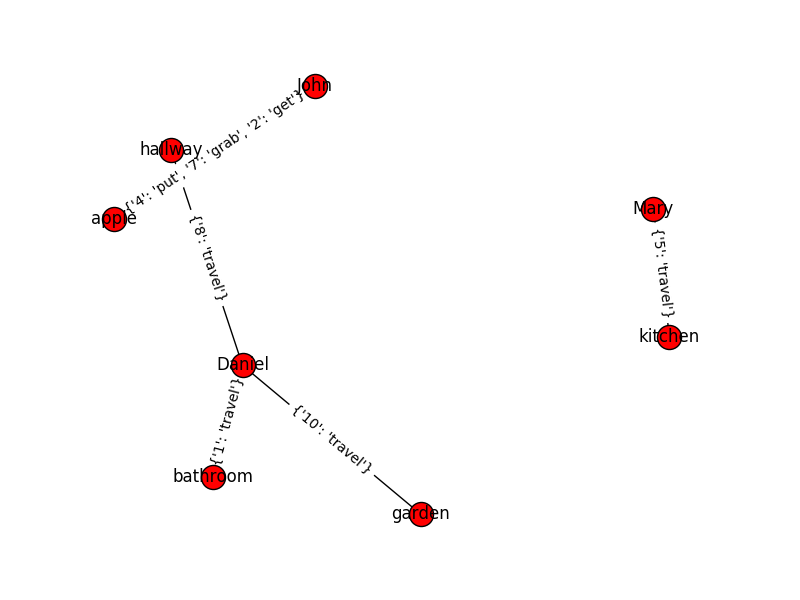 John
{'4': 'put', '7': 'grab', '2': 'get'}
hallway
apple
Mary
{'8': 'travel'}
{'5': 'travel'}
kitchen
Daniel
{'1': 'travel'}
{'10': 'travel'}
bathroom
garden